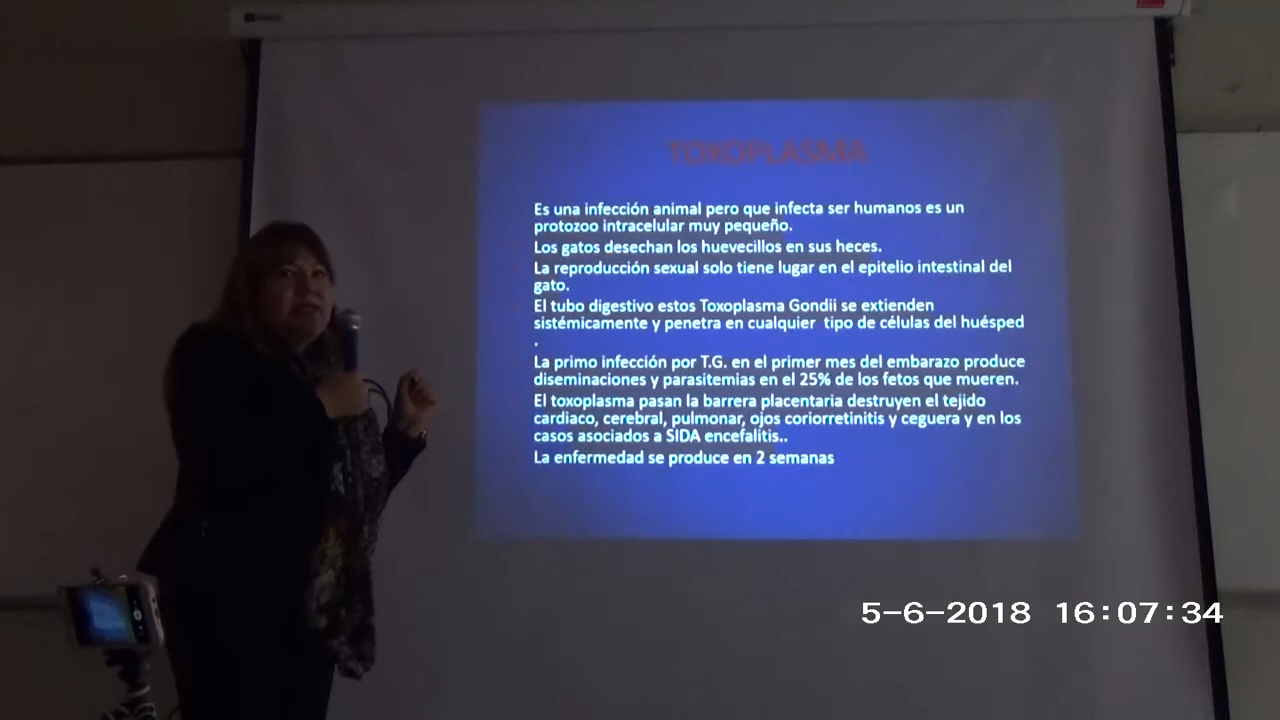 TOXOPLASMA
Es una infección animal pero que infecta ser humanos es un
protozoo intracelular muy pequeño.
Los gatos desechan los huevecillos en sus heces.
La reproducción sexual solo tiene lugar en el epitelio intestinal del
gato.
El tubo digestivo estos Toxoplasma Gondii se extienden
sistémicamente y penetra en cualquier  tipo de células del huésped
.
La primo infección por T.G. en el primer mes del embarazo produce
diseminaciones y parasitemias en el 25% de los fetos que mueren.
El toxoplasma pasan la barrera placentaria destruyen el tejido
cardiaco, cerebral, pulmonar, ojos coriorretinitis y ceguera y en los
casos asociados a SIDA encefalitis..
La enfermedad se produce en 2 semanas
5-6-2018 16:07:34